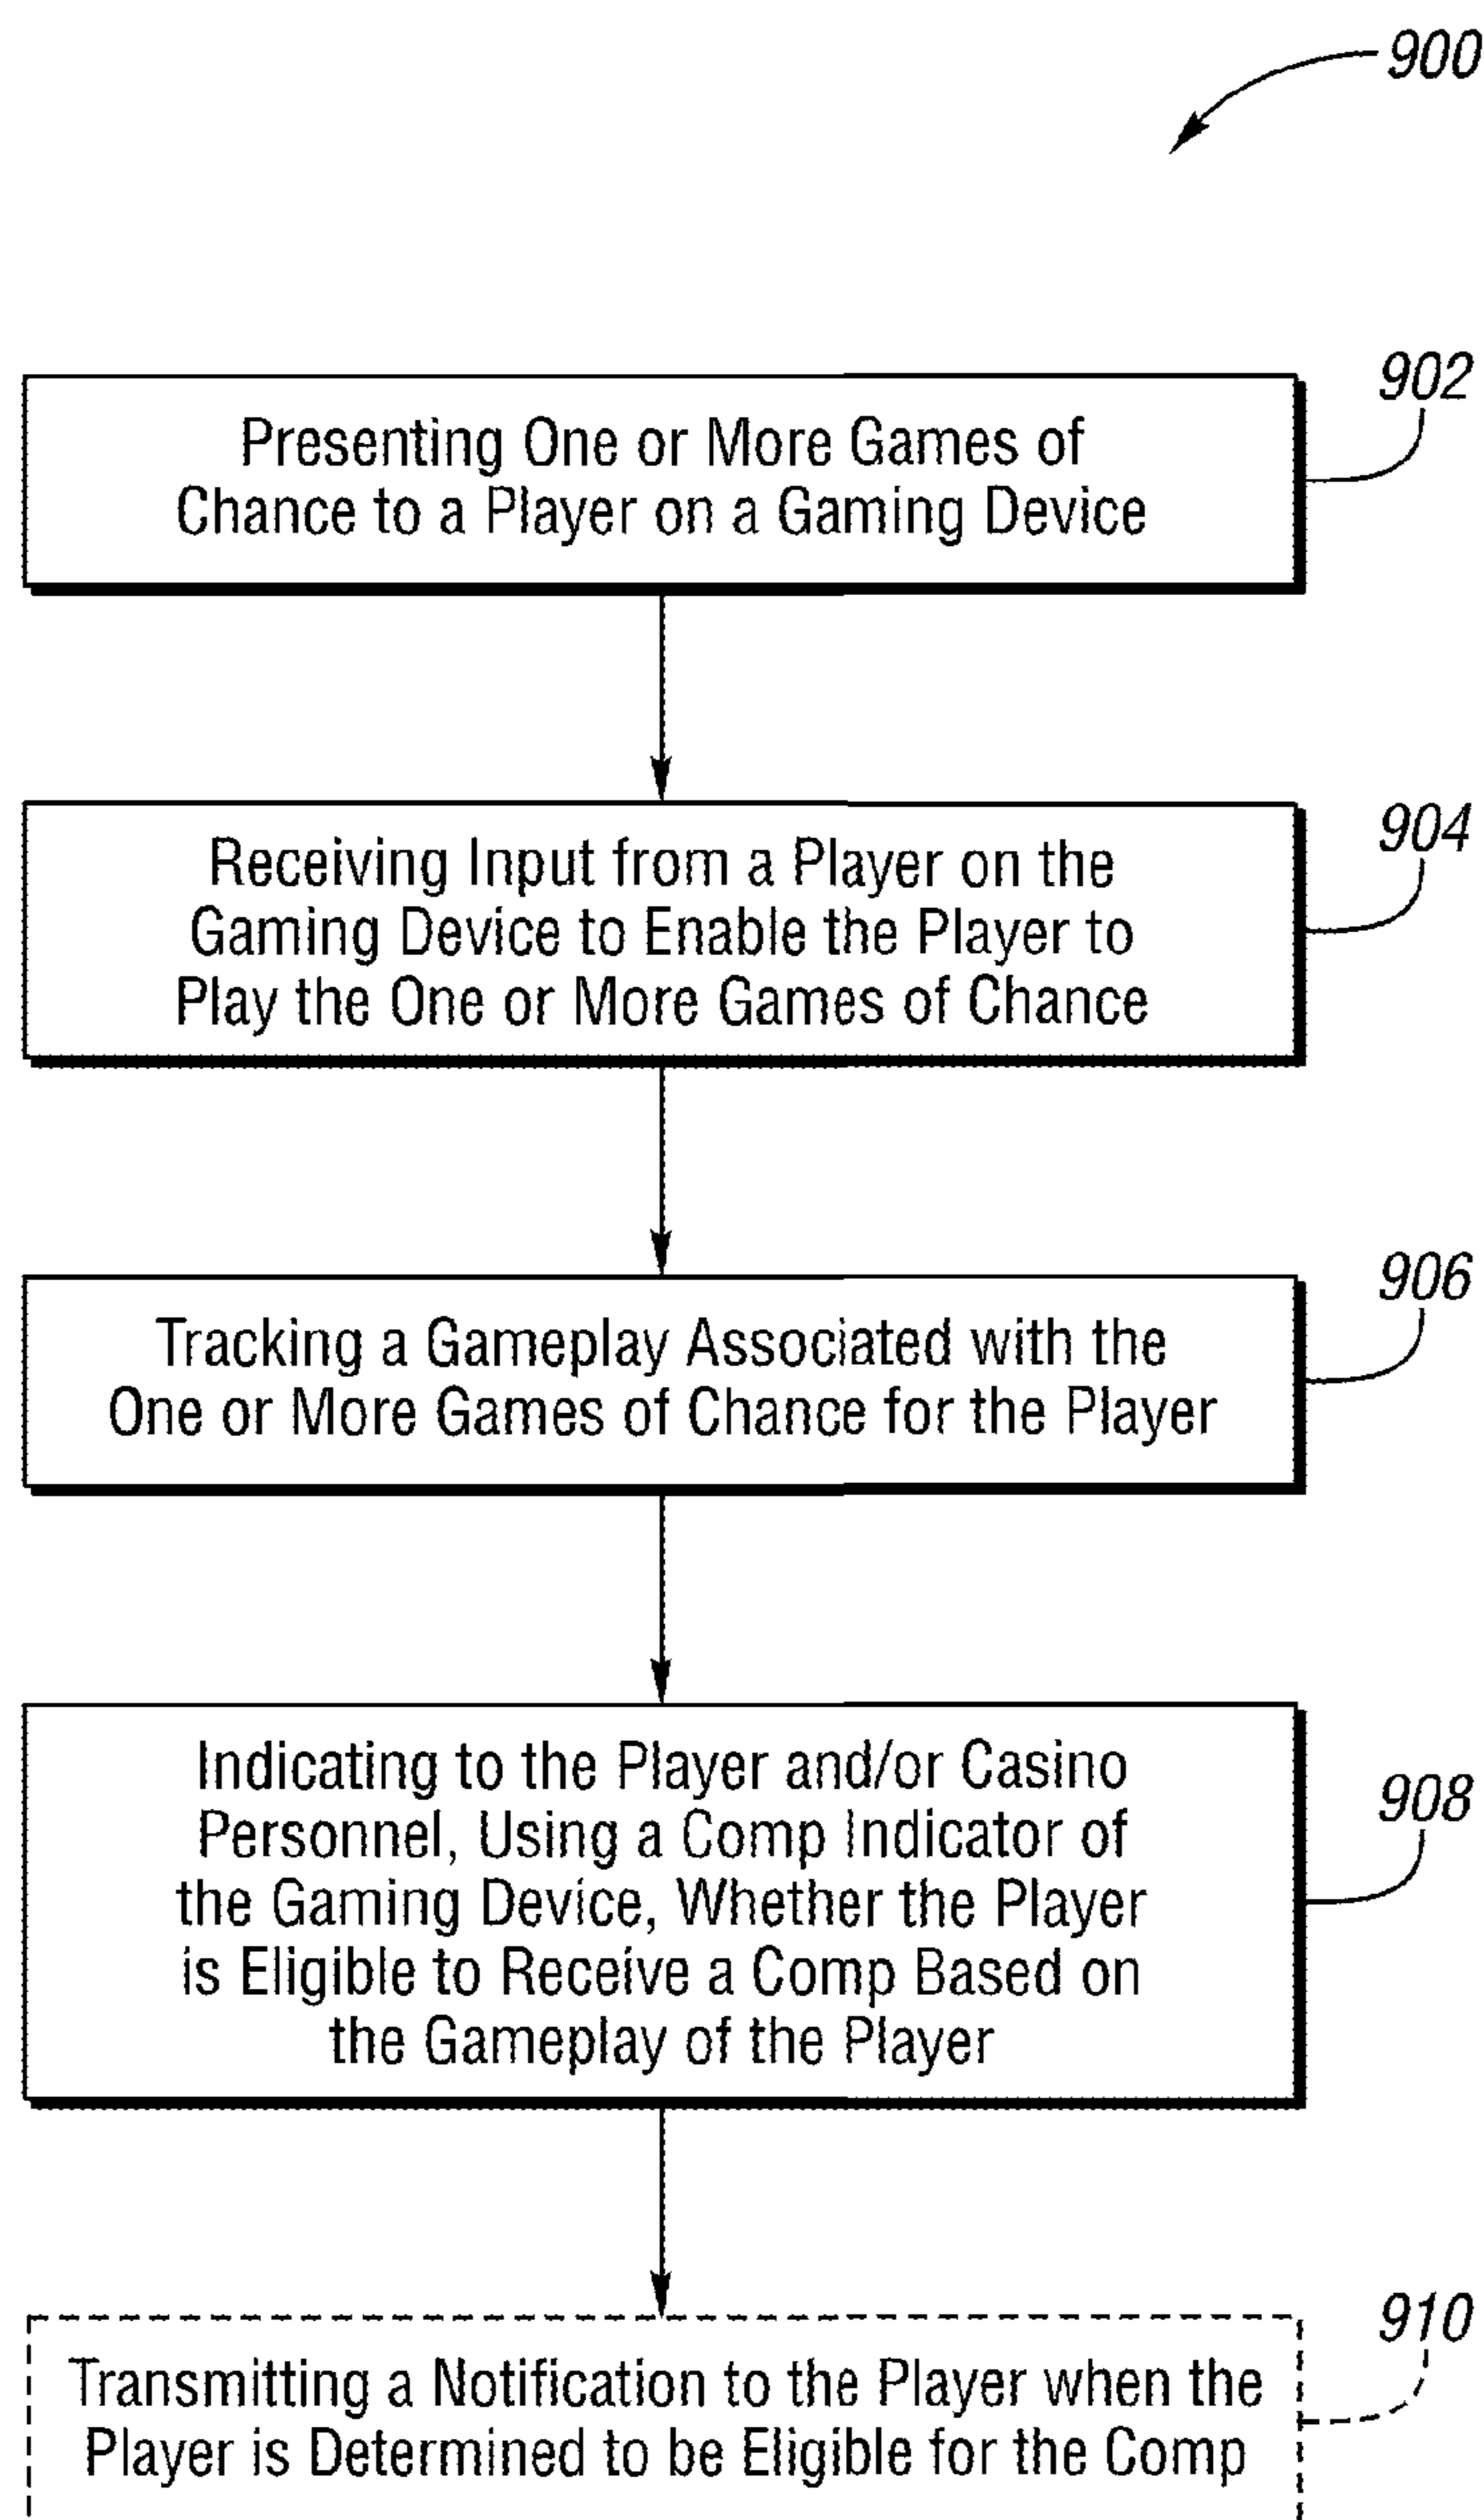 900
902
Presenting One or More Games of
Chance to a Player on a Gaming Device
904
Receiving Input from a Player on the
Gaming Device to Enable the Player to
Play the One or More Games of Chance
906
Tracking a Gameplay Associated with the
One or More Games of Chance for the Player
Indicating to the Player and/or Casino
908
Personnel, Using a Comp Indicator of
the Gaming Device, Whether the Player
is Eligible to Receive a Comp Based on
the Gameplay of the Player
910
Transmitting a Notification to the Player when the
Player is Determined to be Eligible for the Comp